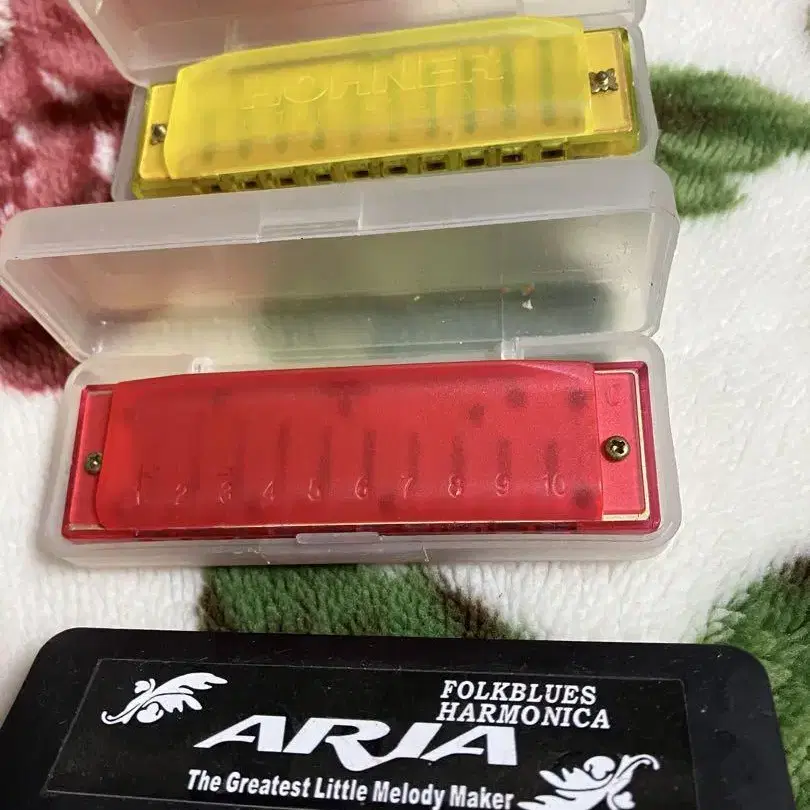 HOHNER
C
1 2 3 4 5 6 7 8 9 10
FOLKBLUES
HARMONICA
ARIA
The Greatest Little Melody Maker